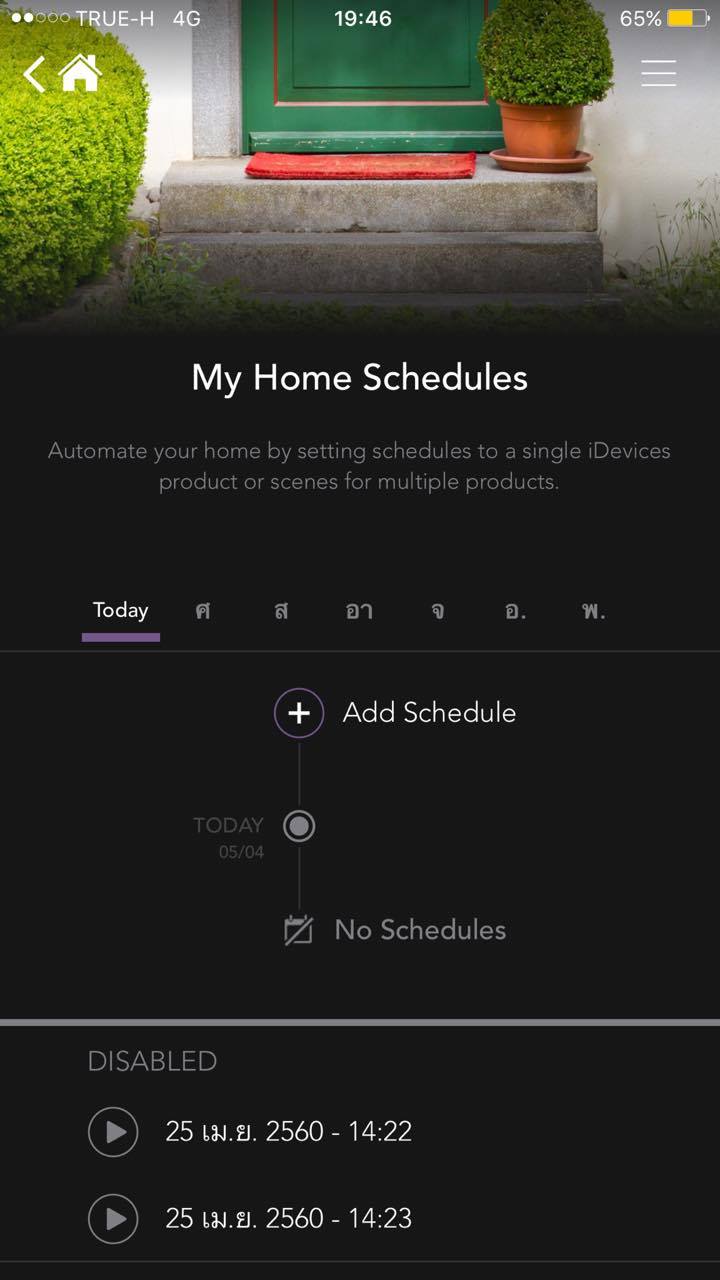 TRUE-H 4G 19:46 65%
My Home Schedules
Automate your home by setting schedules to a single iDevices
product or scenes for multiple products.
Today ศ ส อา จ อ. พ.
Add Schedule
TODAY
05/04
No Schedules
DISABLED
25 เม.ย. 2560 - 14:22
25 เม.ย. 2560 - 14:23